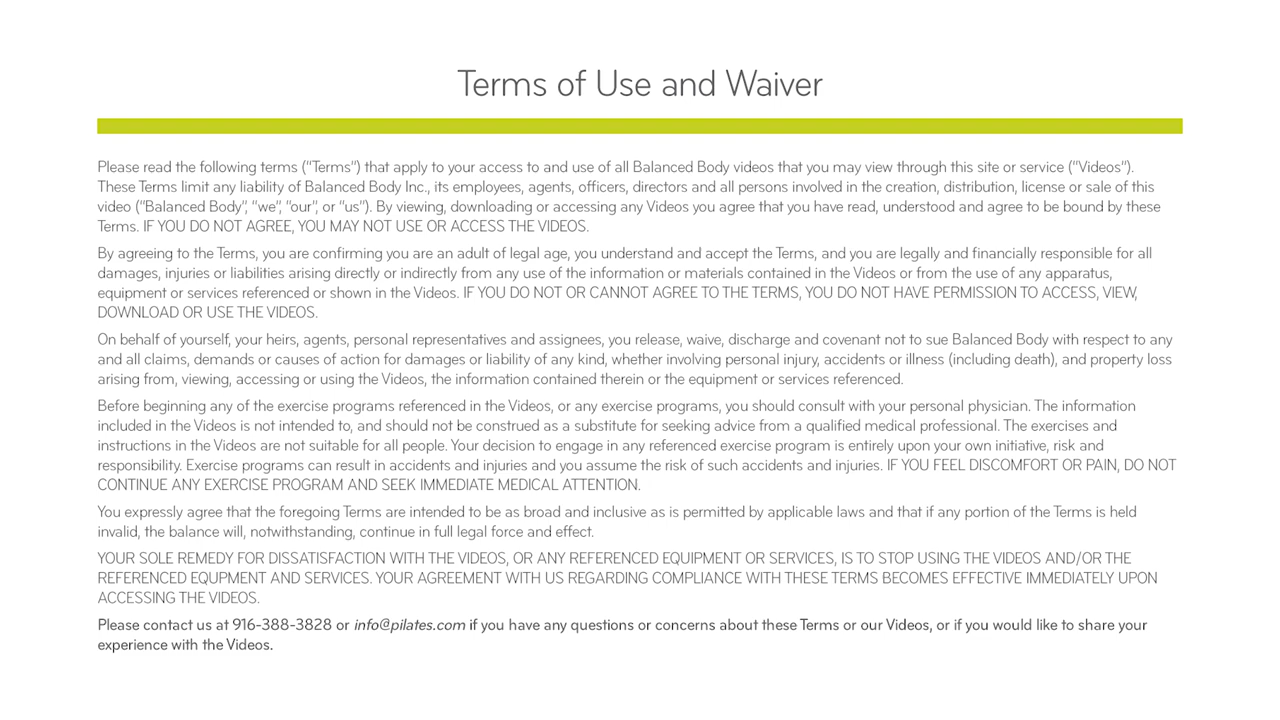 Terms of Use and Waiver
Please read the following terms (“Terms”) that apply to your access to and use of all Balanced Body videos that you may view through this site or service (“Videos”).
These Terms limit any liability of Balanced Body Inc., its employees, agents, officers, directors and all persons involved in the creation, distribution, license or sale of this
video (“Balanced Body”, “we”, “our”, or “us”). By viewing, downloading or accessing any Videos you agree that you have read, understood and agree to be bound by these
Terms. IF YOU DO NOT AGREE, YOU MAY NOT USE OR ACCESS THE VIDEOS.
By agreeing to the Terms, you are confirming you are an adult of legal age, you understand and accept the Terms, and you are legally and financially responsible for all
damages, injuries or liabilities arising directly or indirectly from any use of the information or materials contained in the Videos or from the use of any apparatus,
equipment or services referenced or shown in the Videos. IF YOU DO NOT OR CANNOT AGREE TO THE TERMS, YOU DO NOT HAVE PERMISSION TO ACCESS, VIEW,
DOWNLOAD OR USE THE VIDEOS.
On behalf of yourself, your heirs, agents, personal representatives and assignees, you release, waive, discharge and covenant not to sue Balanced Body with respect to any
and all claims, demands or causes of action for damages or liability of any kind, whether involving personal injury, accidents or illness (including death), and property loss
arising from, viewing, accessing or using the Videos, the information contained therein or the equipment or services referenced.
Before beginning any of the exercise programs referenced in the Videos, or any exercise programs, you should consult with your personal physician. The information
included in the Videos is not intended to, and should not be construed as a substitute for seeking advice from a qualified medical professional. The exercises and
instructions in the Videos are not suitable for all people. Your decision to engage in any referenced exercise program is entirely upon your own initiative, risk and
responsibility. Exercise programs can result in accidents and injuries and you assume the risk of such accidents and injuries. IF YOU FEEL DISCOMFORT OR PAIN, DO NOT
CONTINUE ANY EXERCISE PROGRAM AND SEEK IMMEDIATE MEDICAL ATTENTION.
You expressly agree that the foregoing Terms are intended to be as broad and inclusive as is permitted by applicable laws and that if any portion of the Terms is held
invalid, the balance will, notwithstanding, continue in full legal force and effect.
YOUR SOLE REMEDY FOR DISSATISFACTION WITH THE VIDEOS, OR ANY REFERENCED EQUIPMENT OR SERVICES, IS TO STOP USING THE VIDEOS AND/OR THE
REFERENCED EQUPMENT AND SERVICES. YOUR AGREEMENT WITH US REGARDING COMPLIANCE WITH THESE TERMS BECOMES EFFECTIVE IMMEDIATELY UPON
ACCESSING THE VIDEOS.
Please contact us at 916-388-3828 or info@pilates.com if you have any questions or concerns about these Terms or our Videos, or if you would like to share your
experience with the Videos.